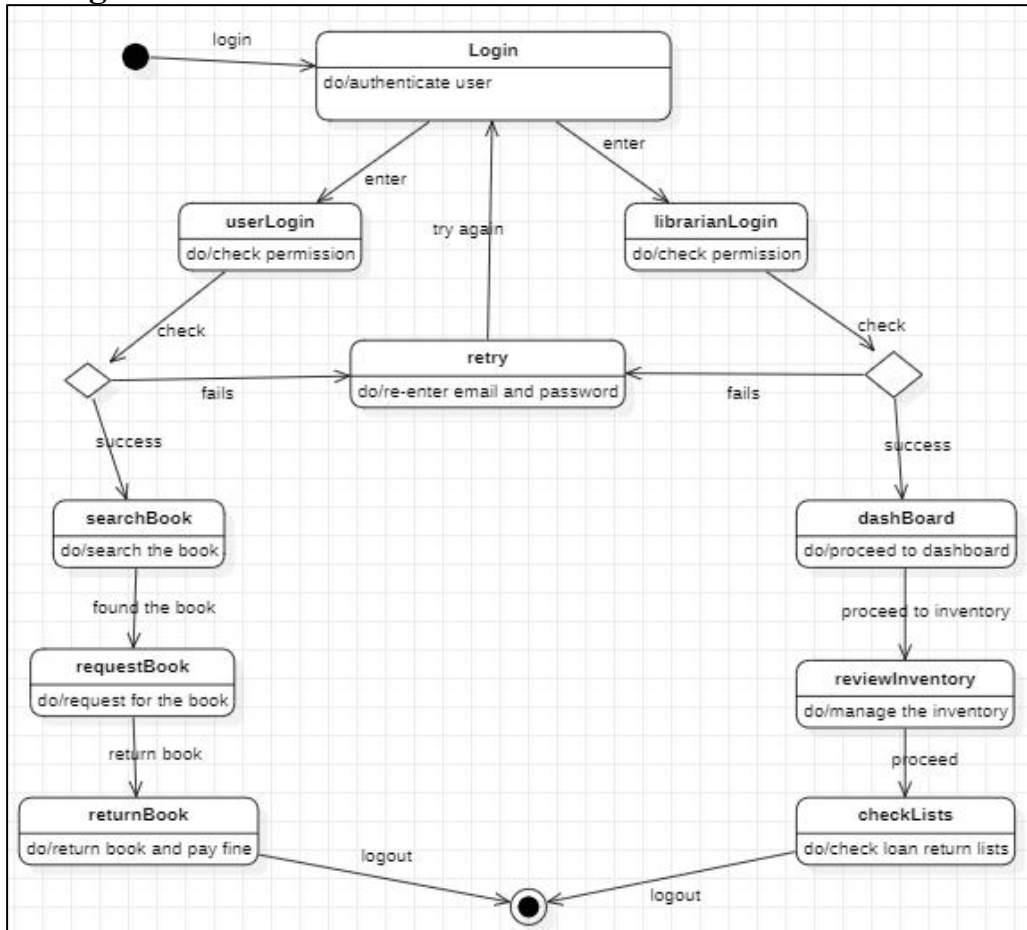 login
Login
do/authenticate user
enter
enter
userLogin
do/check permission
try again
librarianLogin
do/check permission
check
check
retry
do/re-enter email and password
fails
fails
success
success
searchBook
do/search the book
dashBoard
do/proceed to dashboard
found the book
proceed to inventory
requestBook
do/request for the book
reviewInventory
do/manage the inventory
return book
proceed
returnBook
do/return book and pay fine
checkLists
do/check loan return lists
logout
logout